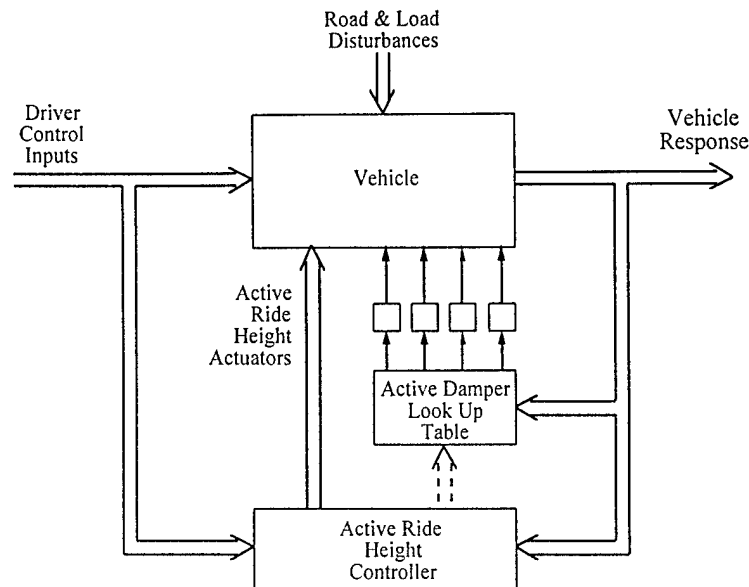 Road & Load
Disturbances
Driver
Control
Inputs
Vehicle
Response
Vehicle
Active
Ride
Height
Actuators
Active Damper
Look Up
Table
Active Ride
Height
Controller